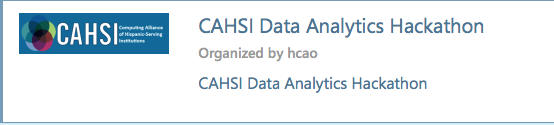 CAHSI
Computing Alliance
of Hispanic-Serving
Institutions
CAHSI Data Analytics Hackathon
Organized by hcao
CAHSI Data Analytics Hackathon